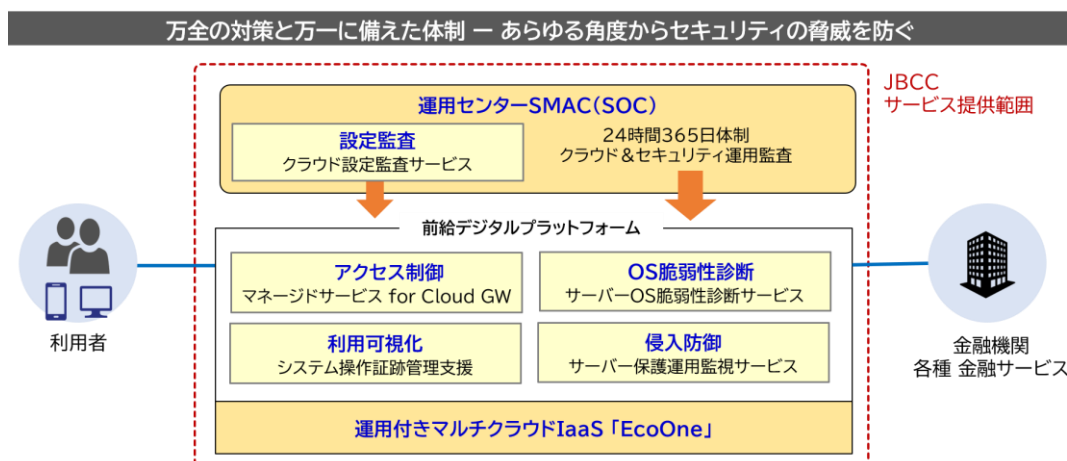 万全の対策と万一に備えた体制 ー あらゆる角度からセキュリティの脅威を防ぐ
JBCC
サービス提供範囲
運用センターSMAC(SOC)
設定監査
クラウド設定監査サービス
24時間365日体制
クラウド&セキュリティ運用監査
前給デジタルプラットフォーム
アクセス制御
マネージドサービス for Cloud GW
OS脆弱性診断
サーバーOS脆弱性診断サービス
利用可視化
システム操作証跡管理支援
侵入防御
サーバー保護運用監視サービス
運用付きマルチクラウドIaaS「EcoOne」
利用者
金融機関
各種 金融サービス